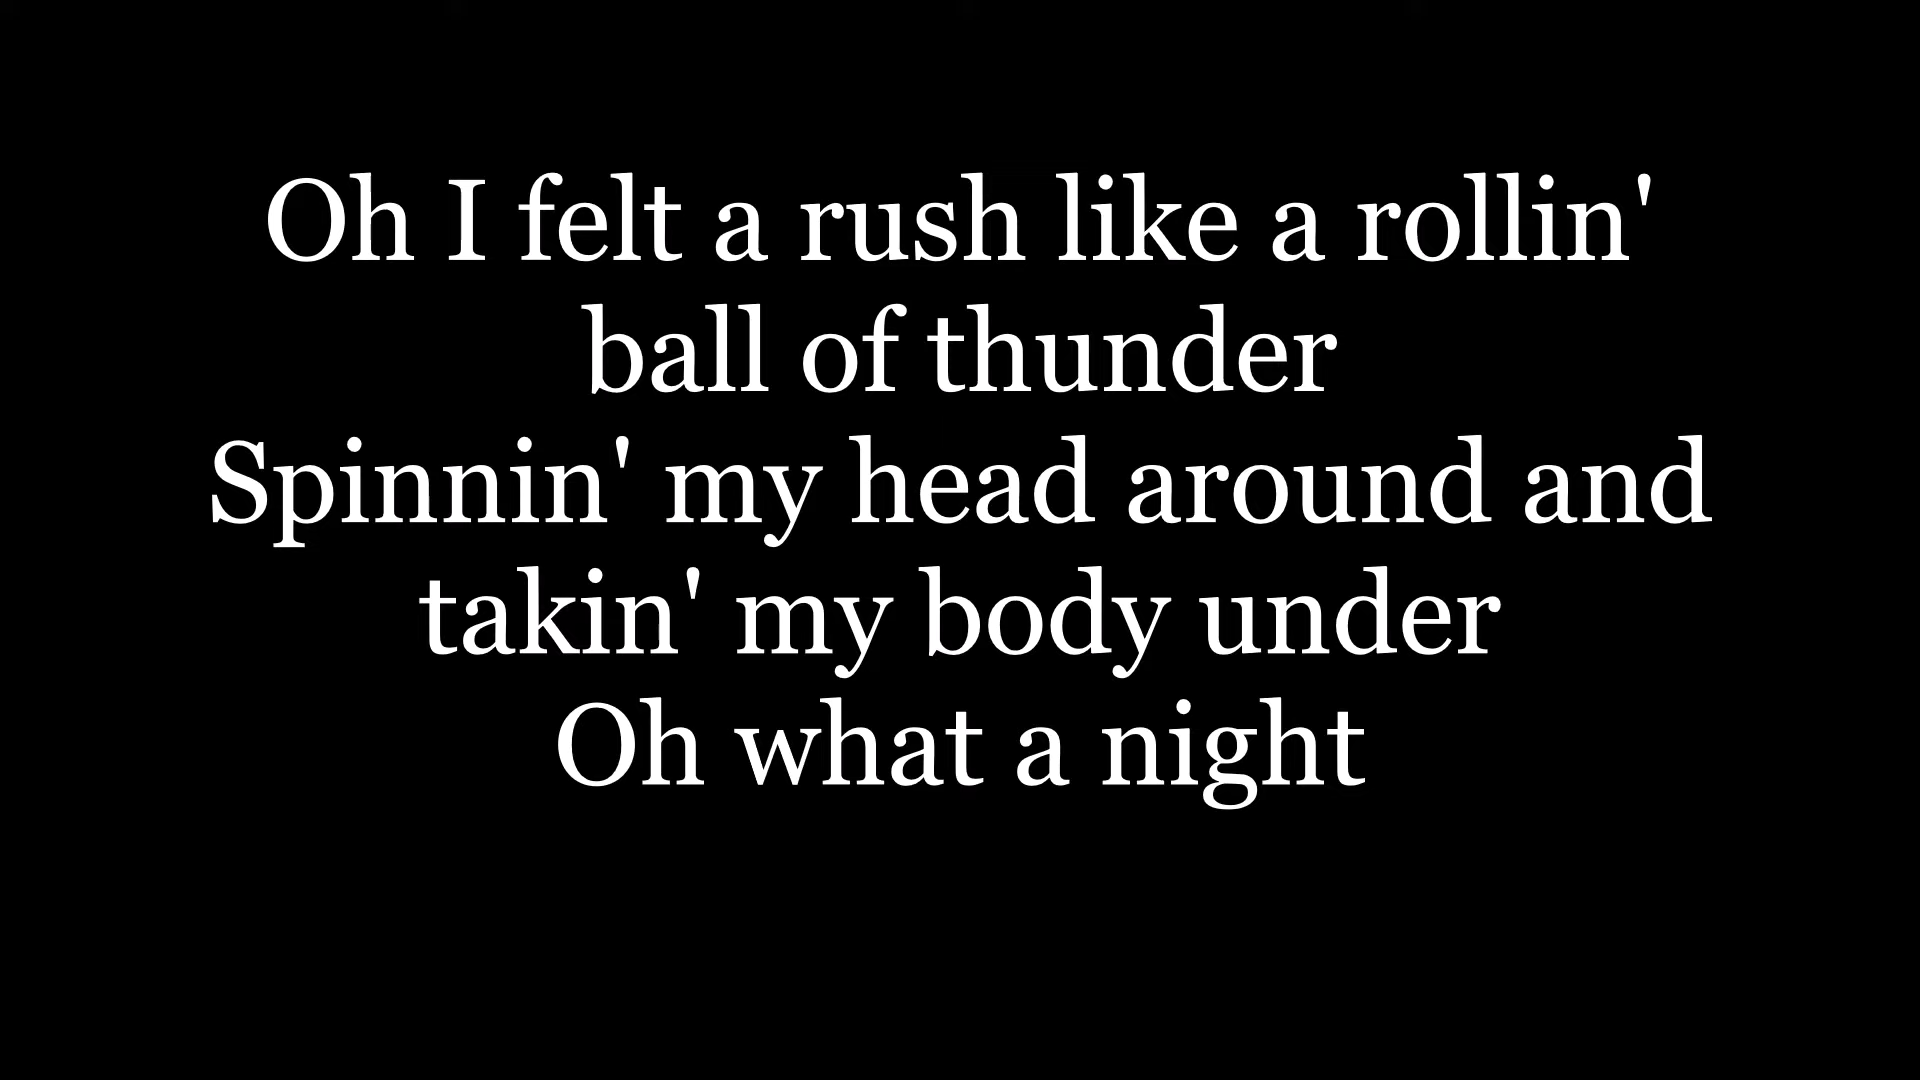 Oh I felt a rush like a rollin'
ball of thunder
Spinnin' my head around and
takin' my body under
Oh what a night